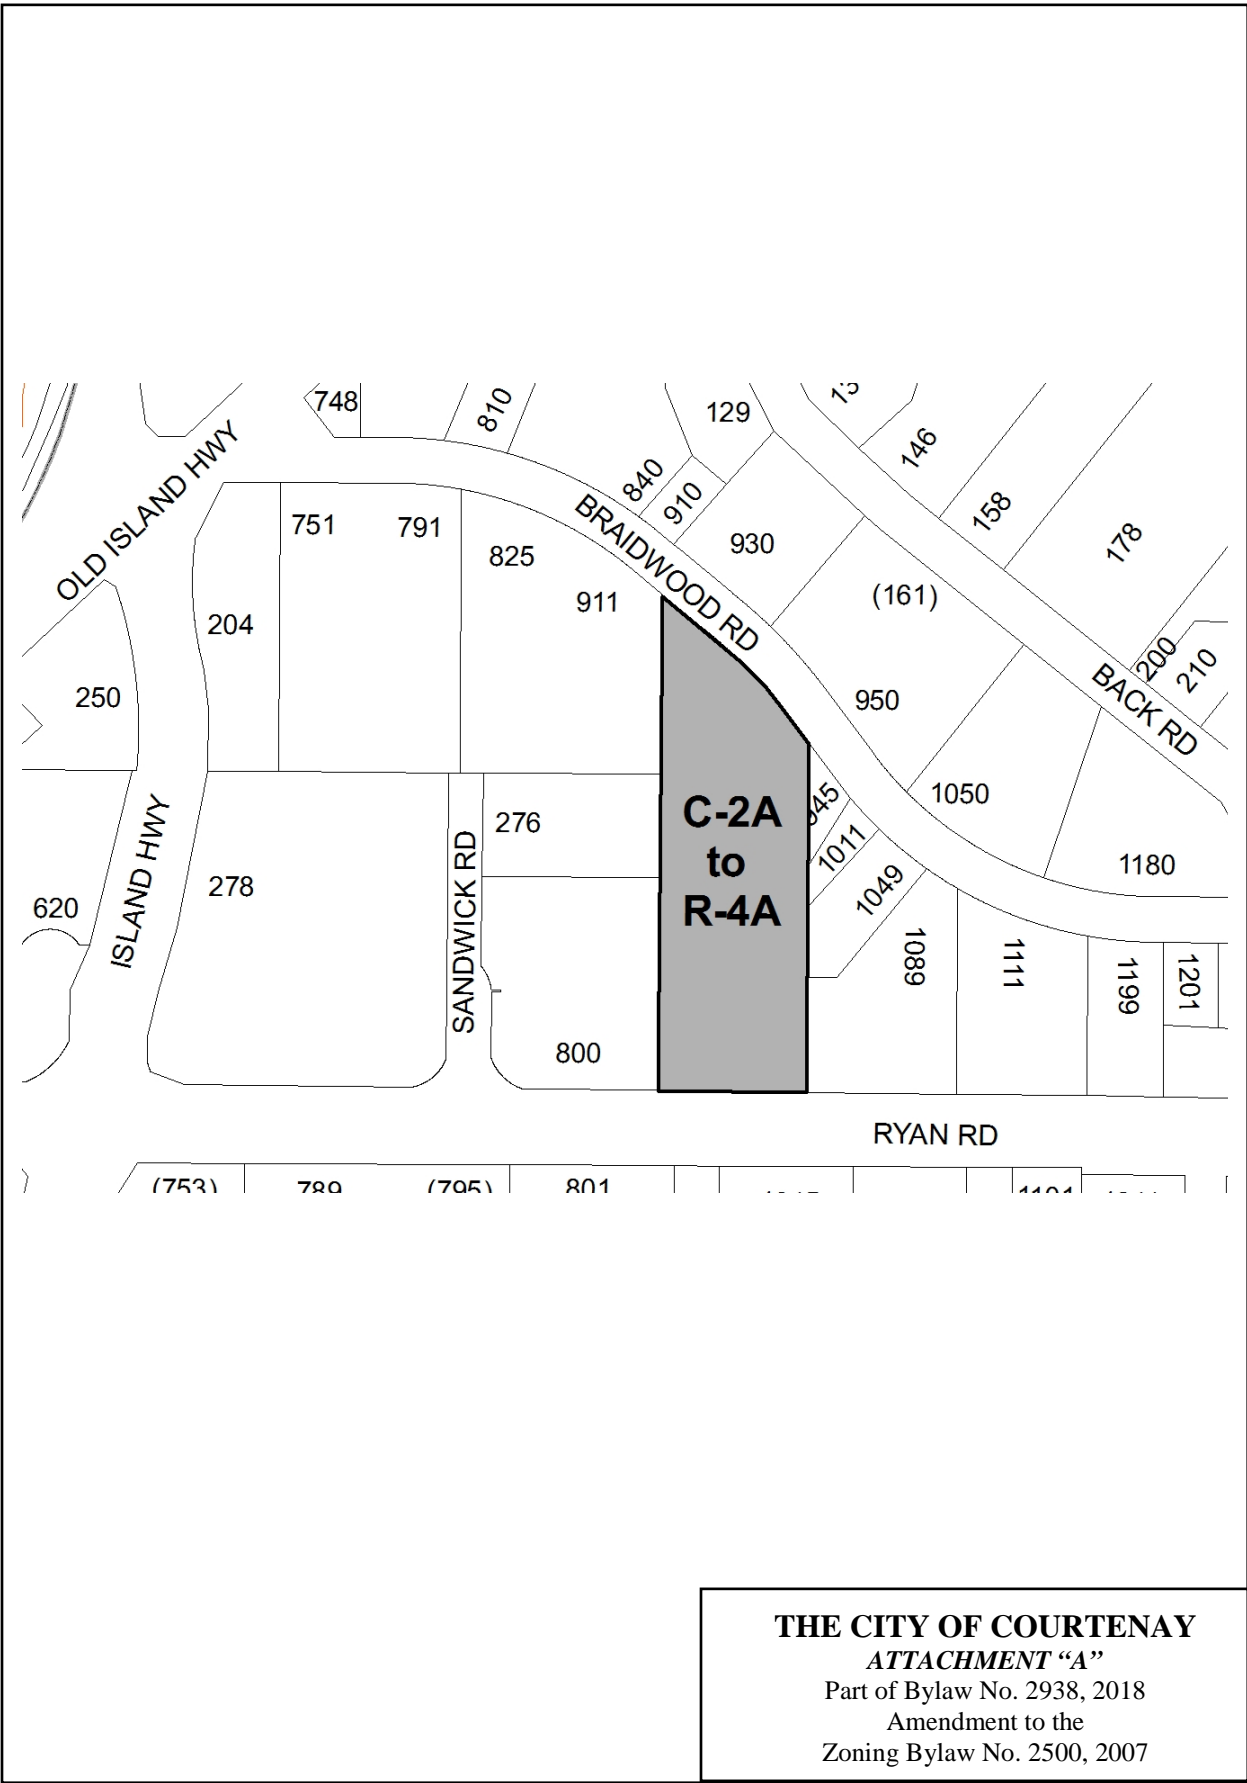 748
810
129
146
OLD ISLAND HWY
840
910
BRAIDWOOD RD
158
751
791
825
930
178
911
(161)
204
200
210
250
950
BACK RD
C-2A
to
R-4A
1050
276
1011
1180
ISLAND HWY
278
SANDWICK RD
1049
620
1089
1111
1199
1201
800
RYAN RD
(753)
789
(795)
801
THE CITY OF COURTENAY
ATTACHMENT “A”
Part of Bylaw No. 2938, 2018
Amendment to the
Zoning Bylaw No. 2500, 2007